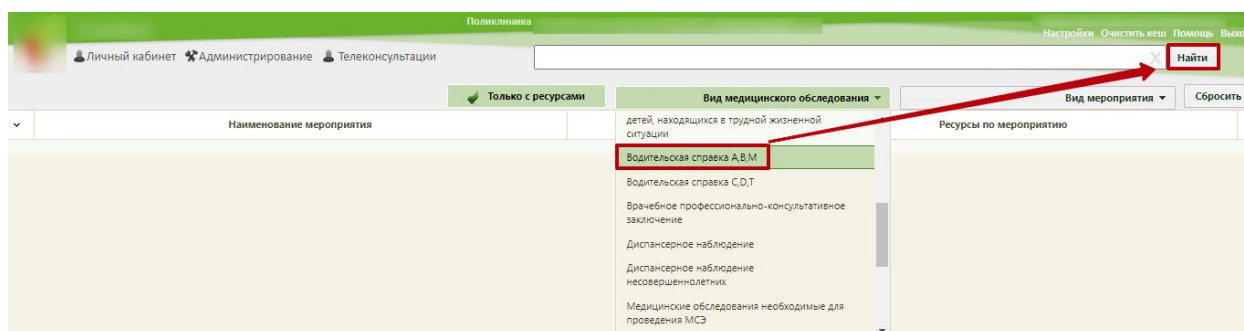 Поликлиника
Настройки Очистить кеш Помощь Выхо
Личный кабинет Администрирование Телеконсультации
Найти
Только с ресурсами Вид медицинского обследования Вид мероприятия Сбросить
Наименование мероприятия Ресурсы по мероприятию
детей, находящихся в трудной жизненной
ситуации
Водительская справка А,В,М
Водительская справка C,D,T
Врачебное профессионально-консультативное
заключение
Диспансерное наблюдение
Диспансерное наблюдение
несовершеннолетних
Медицинские обследования необходимые для
проведения МСЭ